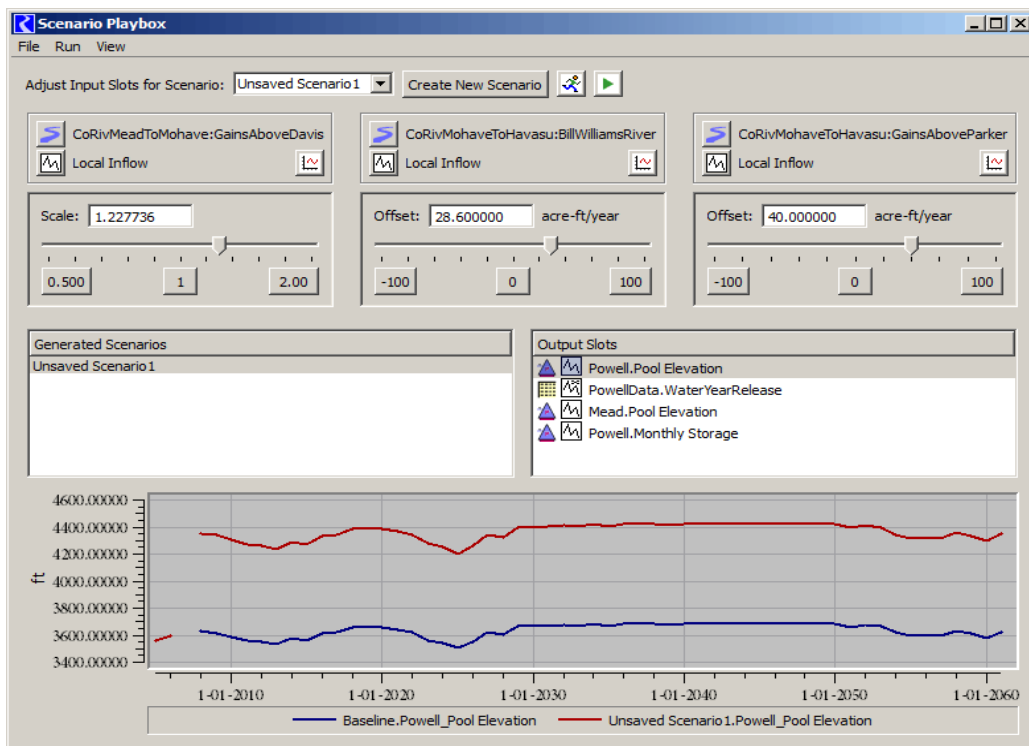 Scenario Playbox
File Run View
Adjust Input Slots for Scenario: Unsaved Scenario1 Create New Scenario
CoRivMeadToMohave:GainsAboveDavis
Local Inflow
CoRivMohaveToHavasu:BillWilliamsRiver
Local Inflow
CoRivMohaveToHavasu:GainsAboveParker
Local Inflow
Scale: 1.227736
0.500 1 2.00
Offset: 28.600000 acre-ft/year
-100 0 100
Offset: 40.000000 acre-ft/year
-100 0 100
Generated Scenarios
Unsaved Scenario1
Output Slots
Powell.Pool Elevation
PowellData.WaterYearRelease
Mead.Pool Elevation
Powell.Monthly Storage
4600.00000
4400.00000
4200.00000
4000.00000
3800.00000
3600.00000
3400.00000
ft
1-01-2010 1-01-2020 1-01-2030 1-01-2040 1-01-2050 1-01-2060
Baseline.Powell_Pool Elevation Unsaved Scenario1.Powell_Pool Elevation